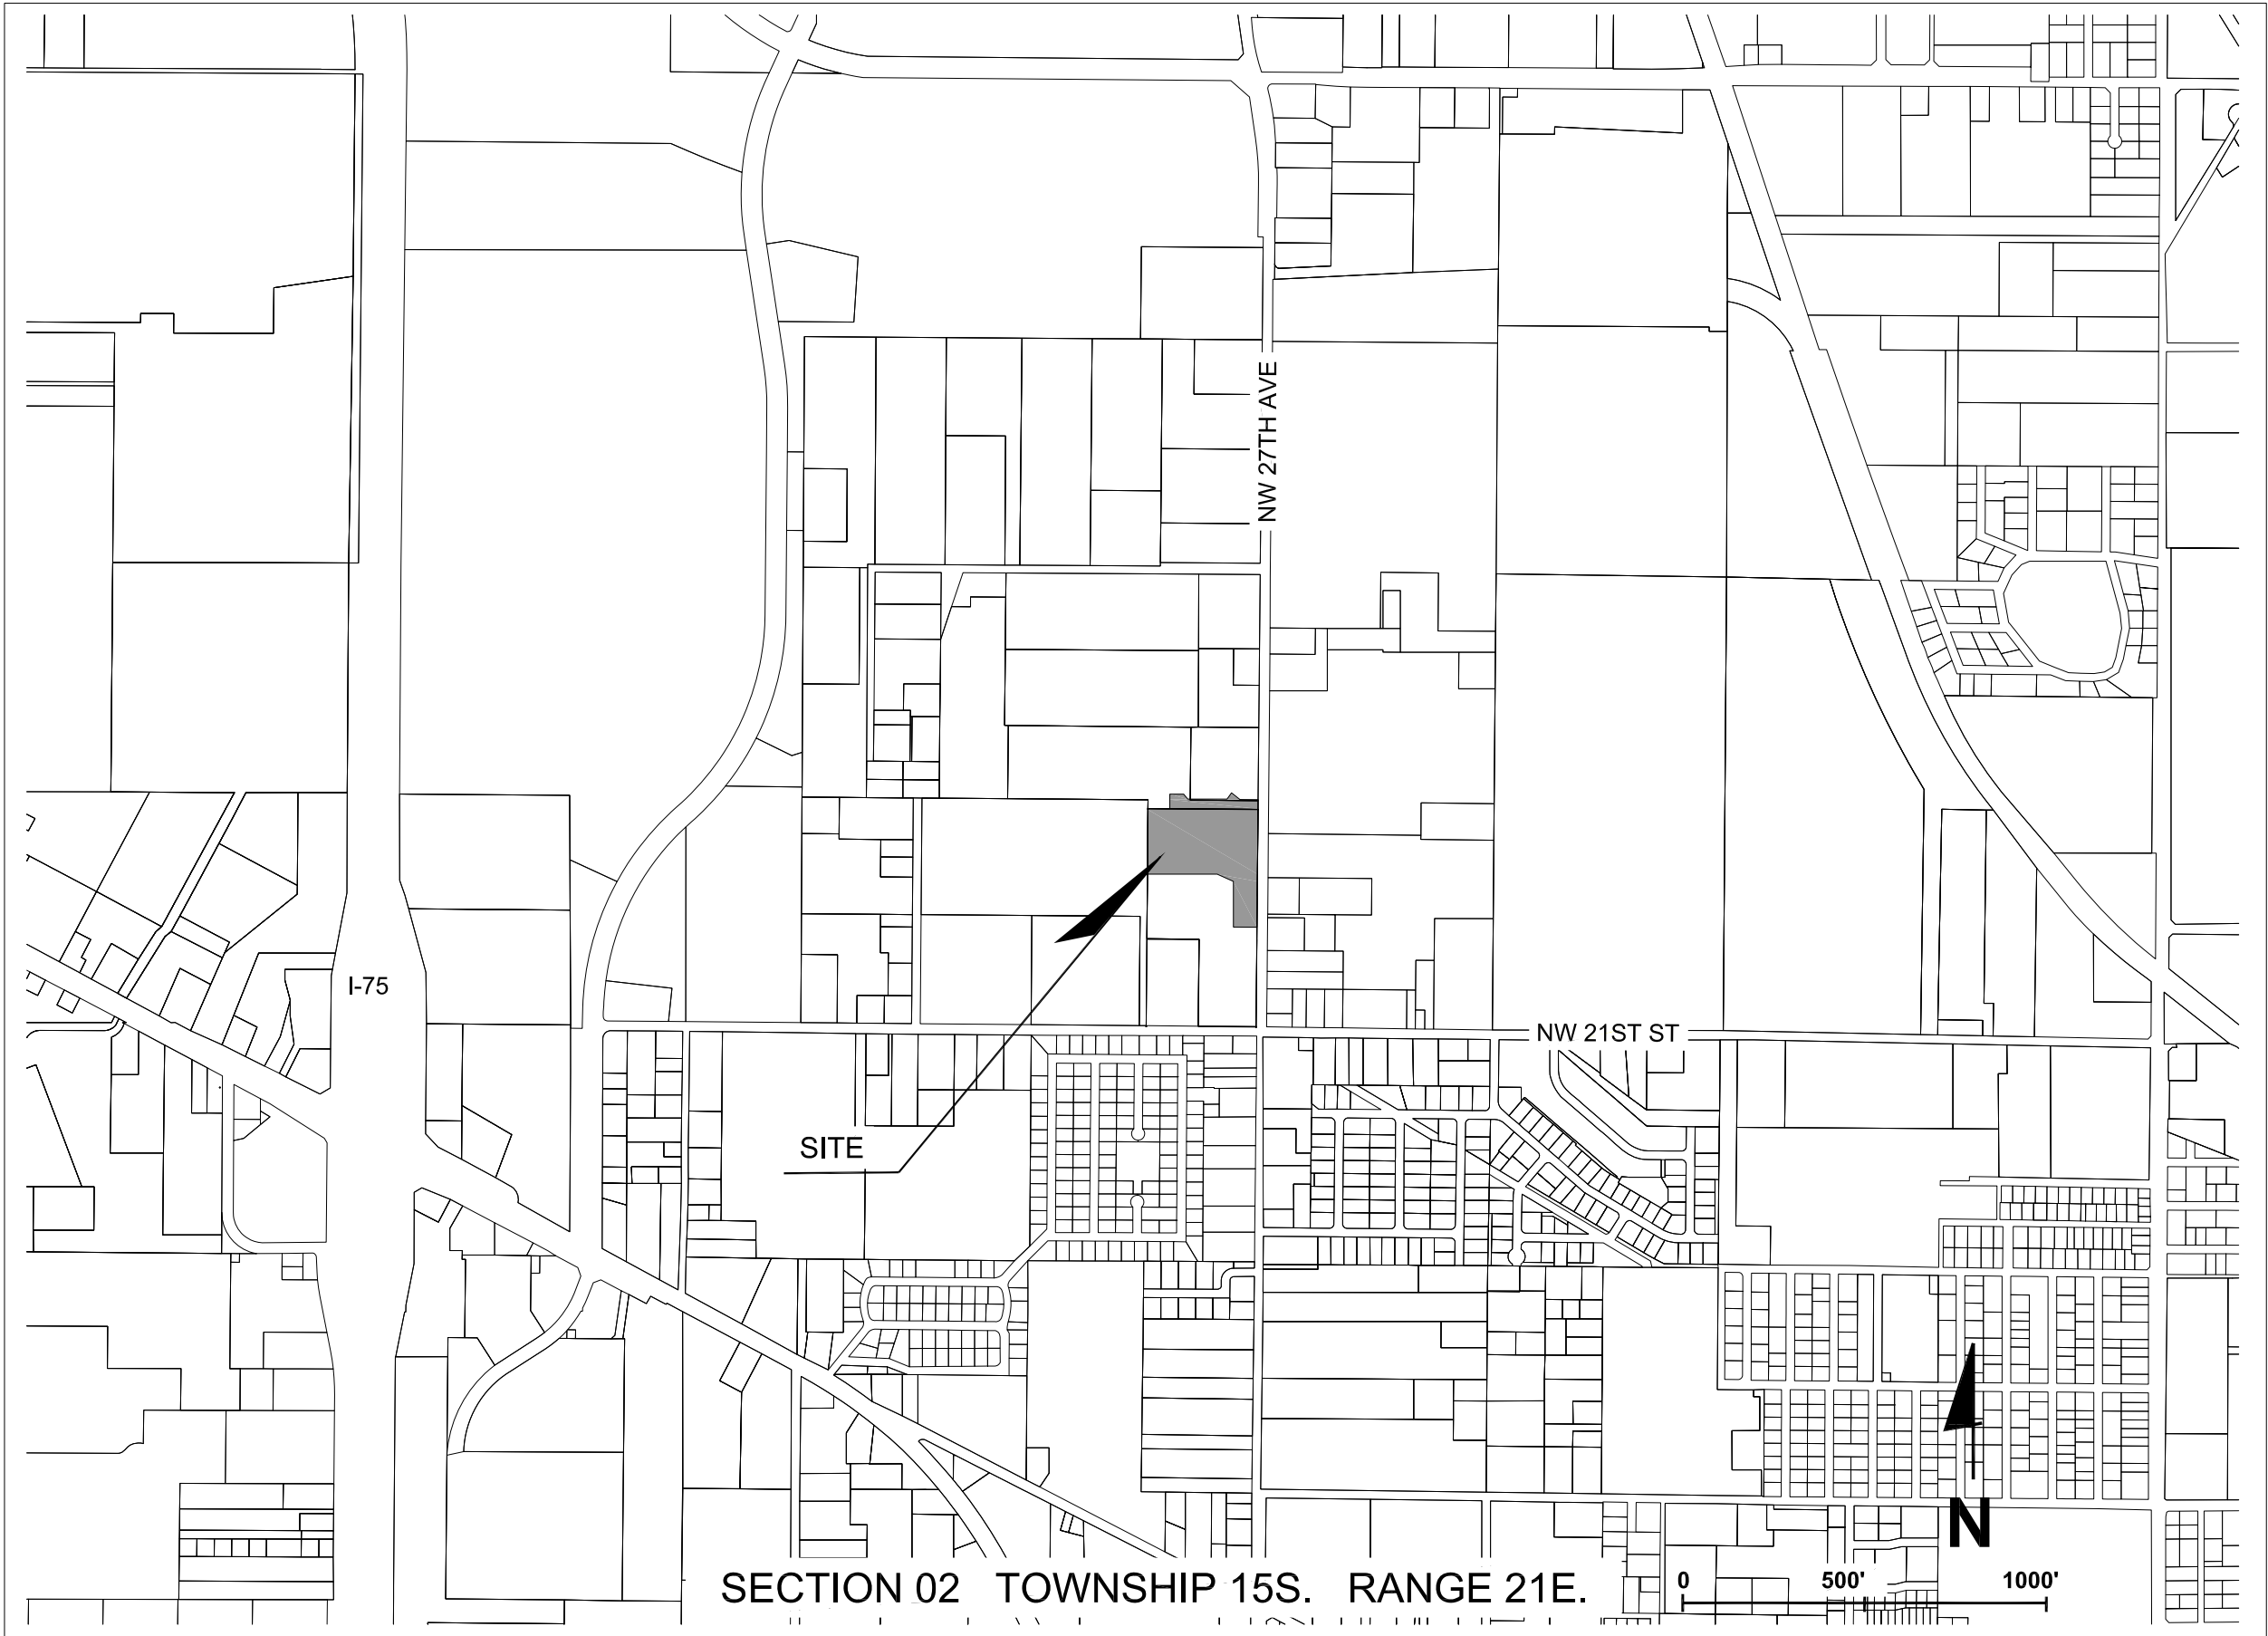 NW 27TH AVE
I-75
NW 21ST ST
SITE
N
SECTION 02 TOWNSHIP 15S. RANGE 21E.
0 500' 1000'